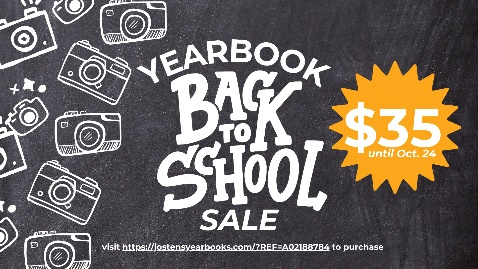 YEARBOOK
BACK
TO
SCHOOL
SALE
$35
until Oct. 24
visit https://jostensyearbooks.com/?REF=A02188784 to purchase